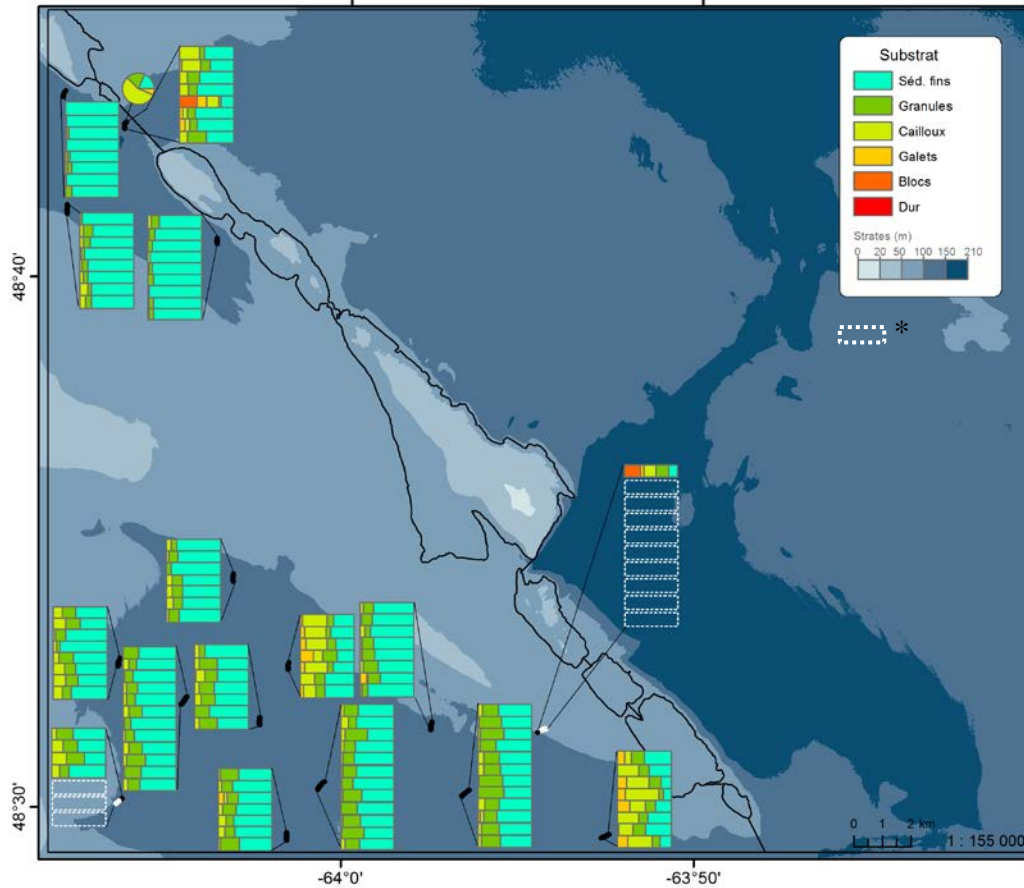 Substrat
Séd. fins
Granules
Cailloux
Galets
Blocs
Dur
Strates (m)
0 20 50 100 150 210
*
48°40'
48°30'
0 1 2 km
1 : 155 000
-64°0'
-63°50'